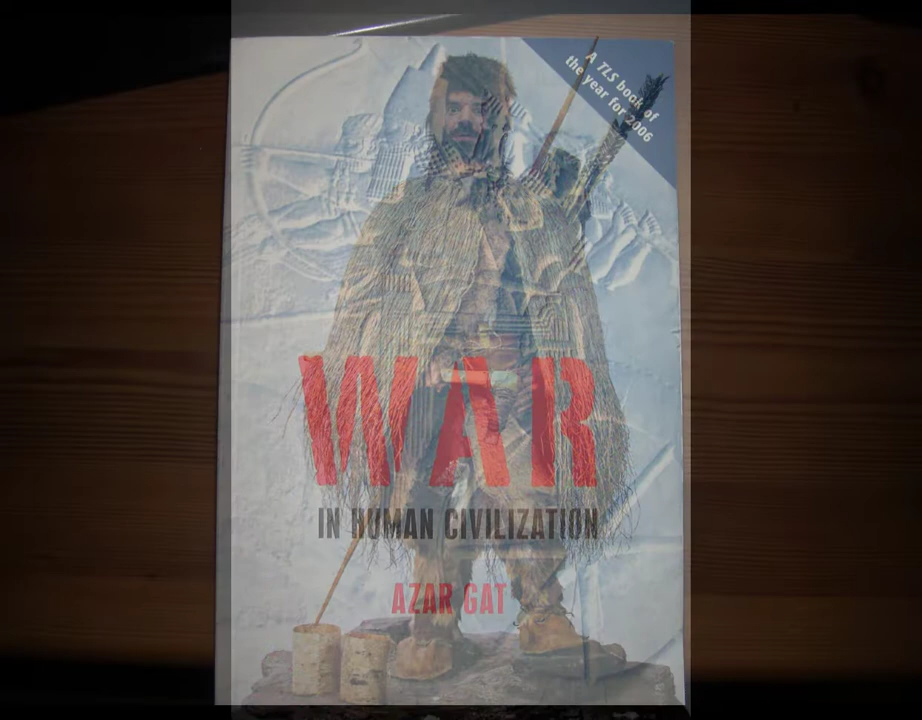 A TLS book of
the year for 2006
WAR
IN HUMAN CIVILIZATION
AZAR GAT